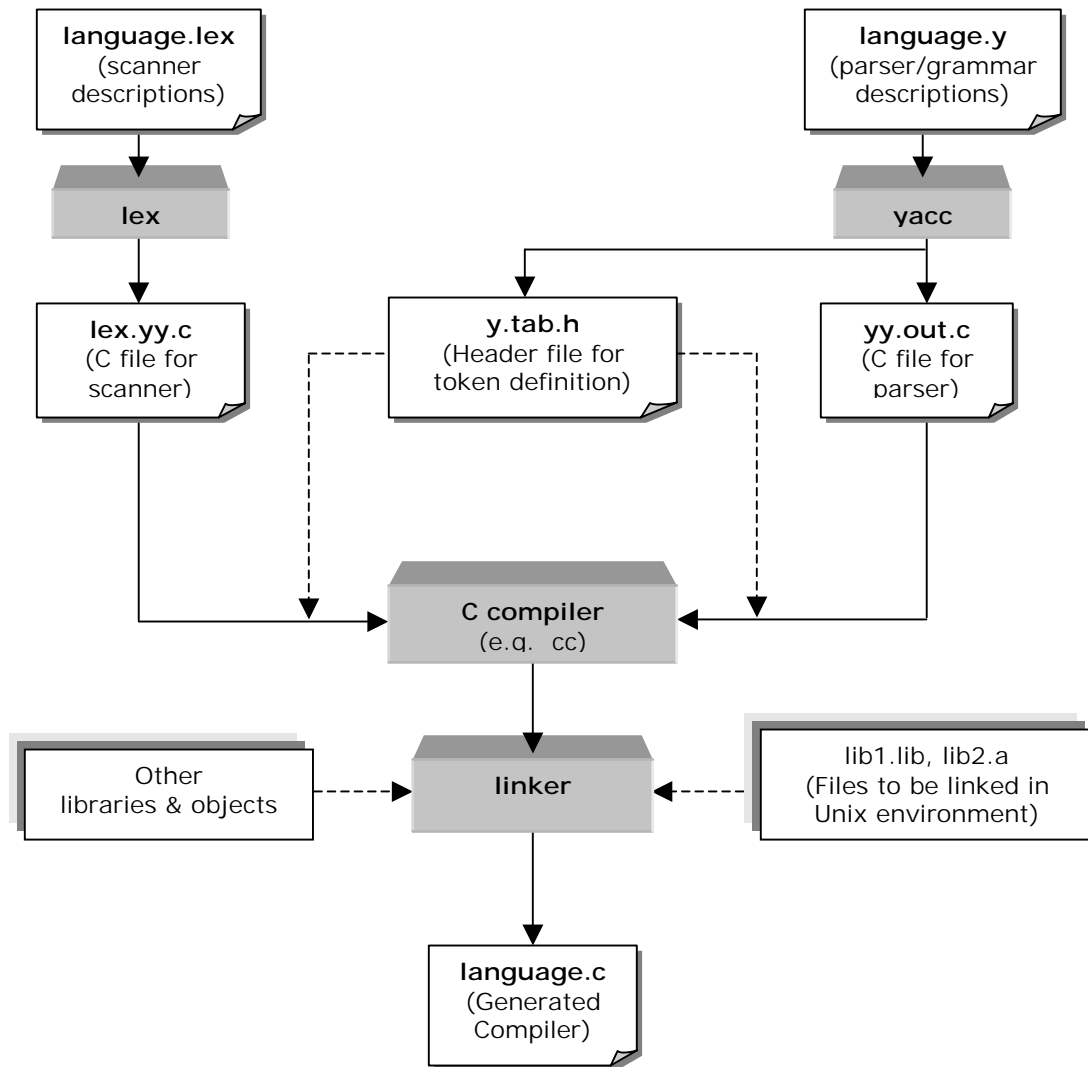 language.lex
(scanner
descriptions)
language.y
(parser/grammar
descriptions)
lex
yacc
lex.yy.c
(C file for
scanner)
y.tab.h
(Header file for
token definition)
yy.out.c
(C file for
parser)
C compiler
(e.g. cc)
Other
libraries & objects
linker
lib1.lib, lib2.a
(Files to be linked in
Unix environment)
language.c
(Generated
Compiler)